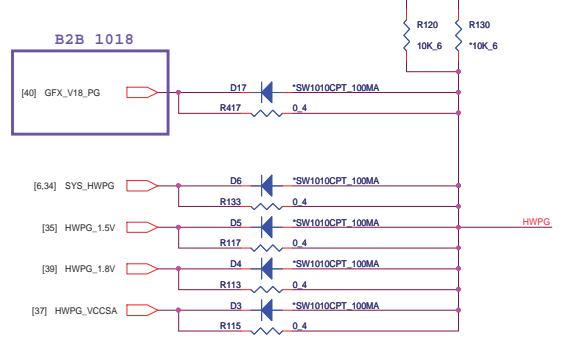 R120 R130
10K_6 *10K_6
B2B 1018
[40] GFX_V18_PG D17 *SW1010CPT_100MA
R417 0_4
[6,34] SYS_HWPG D6 *SW1010CPT_100MA
R133 0_4
[35] HWPG_1.5V D5 *SW1010CPT_100MA HWPG
R117 0_4
[39] HWPG_1.8V D4 *SW1010CPT_100MA
R113 0_4
[37] HWPG_VCCSA D3 *SW1010CPT_100MA
R115 0_4